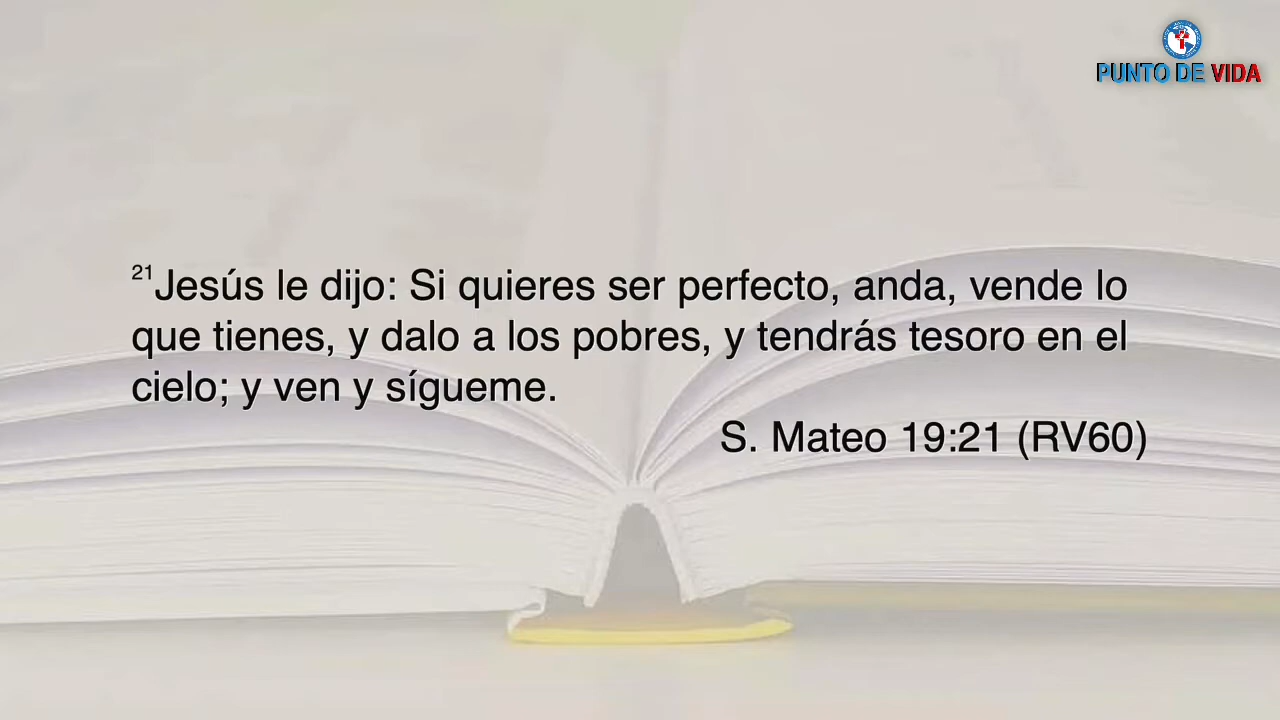 PUNTO DE VIDA
21Jesús le dijo: Si quieres ser perfecto, anda, vende lo
que tienes, y dalo a los pobres, y tendrás tesoro en el
cielo; y ven y sígueme.
S. Mateo 19:21 (RV60)